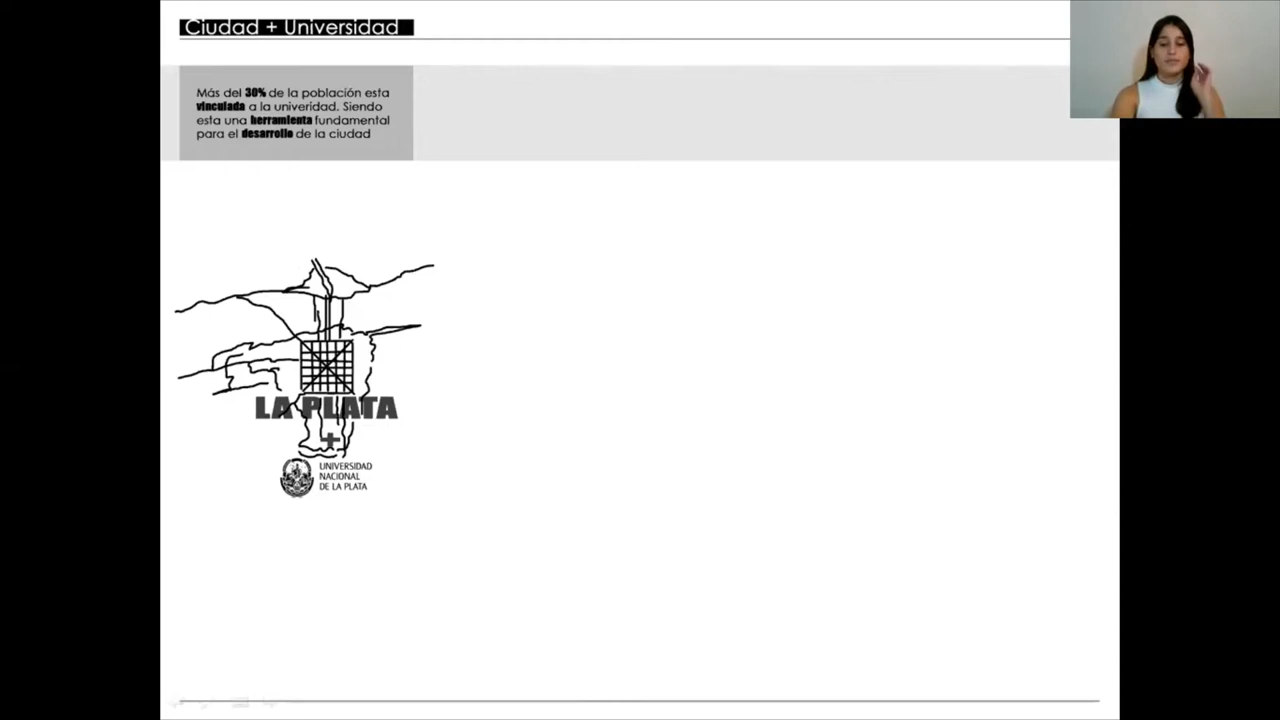 Ciudad + Universidad
Más del 30% de la población esta
vinculada a la univeridad. Siendo
esta una herramienta fundamental
para el desarrollo de la ciudad
LA PLATA
+
UNIVERSIDAD
NACIONAL
DE LA PLATA